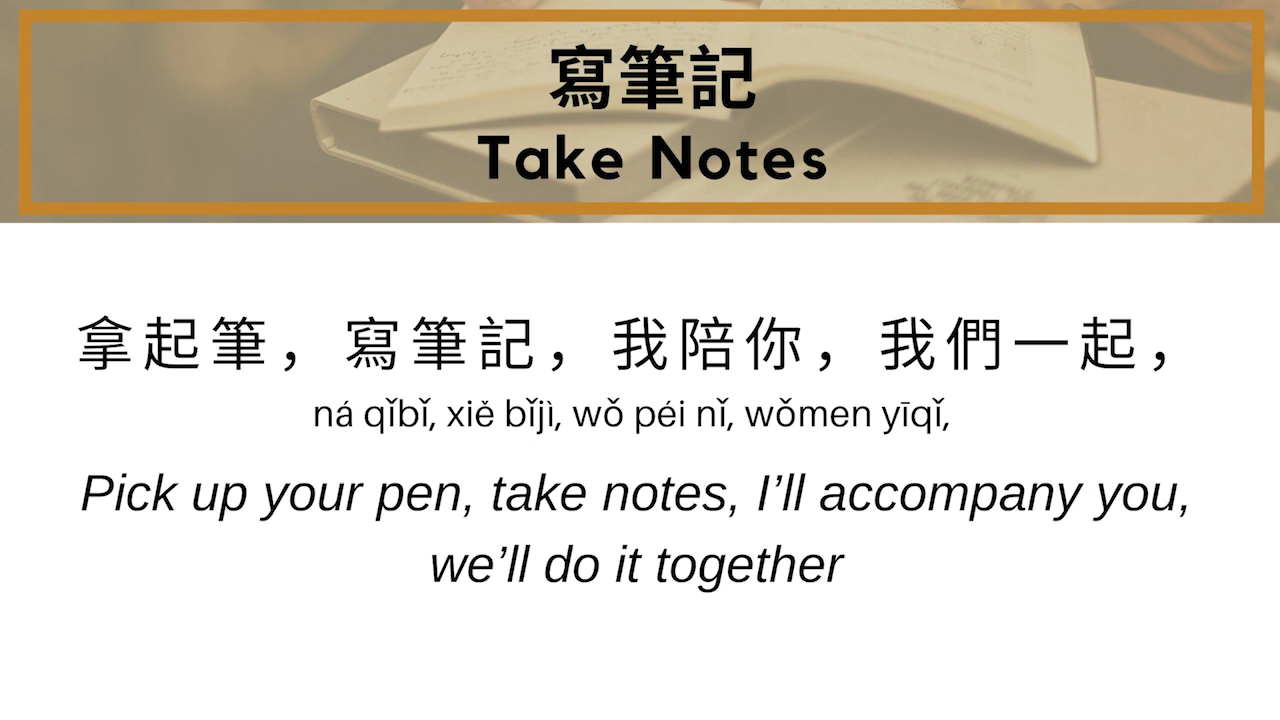 寫筆記
Take Notes
拿起筆，寫筆記，我陪你，我們一起，
ná qǐbǐ, xiě bǐjì, wǒ péi nǐ, wǒmen yīqǐ,
Pick up your pen, take notes, I’ll accompany you,
we’ll do it together